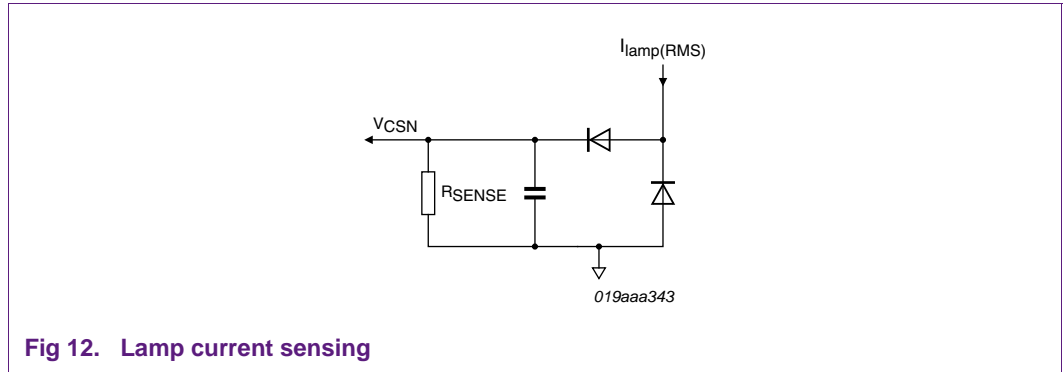 Ilamp(RMS)
VCSN
RSENSE
019aaa343
Fig 12. Lamp current sensing